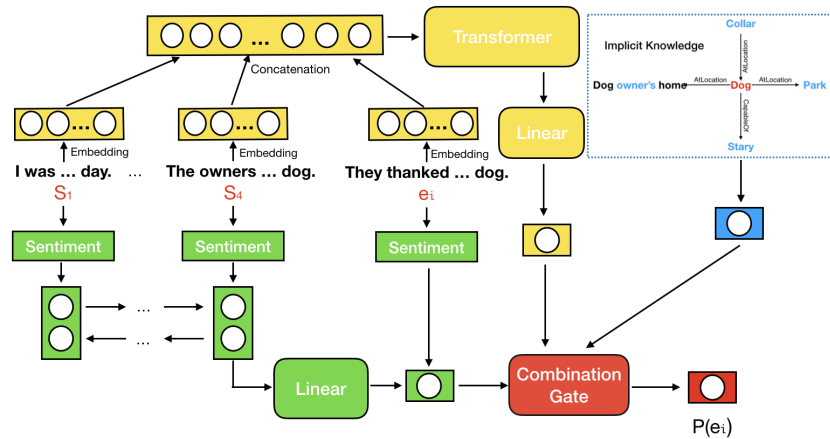 Transformer
Concatenation
Linear
Embedding
Embedding
Embedding
I was ... day.
...
The owners ... dog.
They thanked ... dog.
S1
S4
ei
Sentiment
Sentiment
Sentiment
...
...
Linear
Combination
Gate
P(ei)
Implicit Knowledge
Collar
AtLocation
Dog owner's home
AtLocation
Dog
AtLocation
Park
CapableOf
Stary